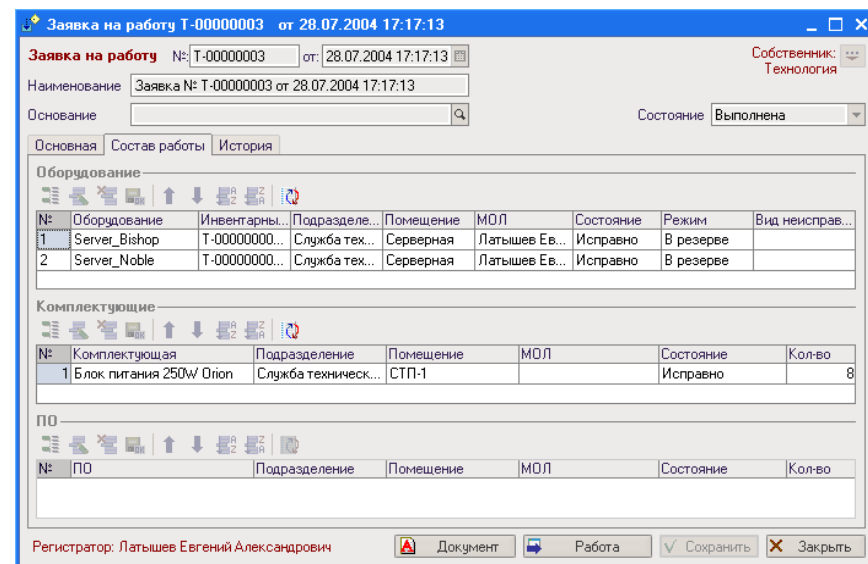 Заявка на работу Т-00000003 от 28.07.2004 17:17:13
Заявка на работу №: Т-00000003 от: 28.07.2004 17:17:13 Собственник: Технология
Наименование Заявка № Т-00000003 от 28.07.2004 17:17:13
Основание Состояние Выполнена
Основная Состав работы История
Оборудование
№ Оборудование Инвентарны... Подразделе... Помещение МОЛ Состояние Режим Вид неисправ...
1 Server_Bishop Т-00000000... Служба тех... Серверная Латышев Ев... Исправно В резерве
2 Server_Noble Т-00000000... Служба тех... Серверная Латышев Ев... Исправно В резерве
Комплектующие
№ Комплектующая Подразделение Помещение МОЛ Состояние Кол-во
1 Блок питания 250W Orion Служба техническ... СТП-1 Исправно 8
ПО
№ ПО Подразделение Помещение МОЛ Состояние Кол-во
Регистратор: Латышев Евгений Александрович Документ Работа Сохранить Закрыть